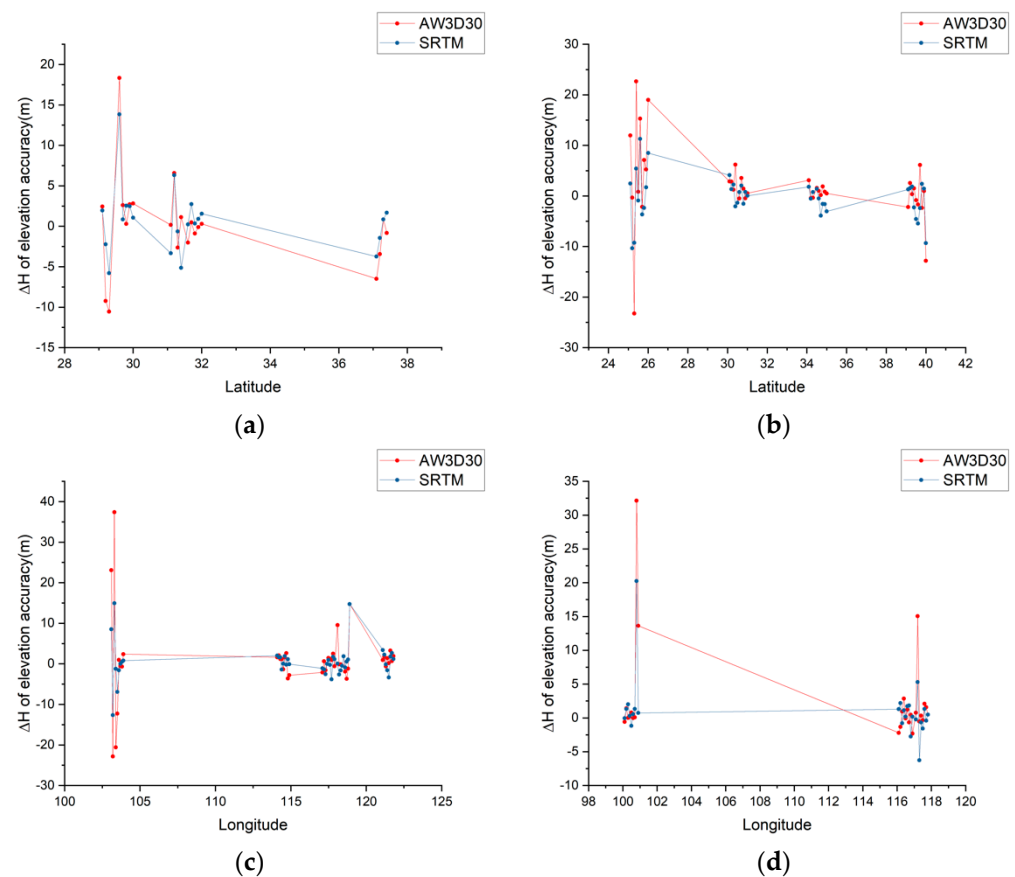 AW3D30
SRTM
ΔH of elevation accuracy(m)
20
15
10
5
0
-5
-10
-15
28 30 32 34 36 38
Latitude
(a)
AW3D30
SRTM
ΔH of elevation accuracy(m)
30
20
10
0
-10
-20
-30
24 26 28 30 32 34 36 38 40 42
Latitude
(b)
AW3D30
SRTM
ΔH of elevation accuracy(m)
40
30
20
10
0
-10
-20
-30
100 105 110 115 120 125
Longitude
(c)
AW3D30
SRTM
ΔH of elevation accuracy(m)
35
30
25
20
15
10
5
0
-5
-10
98 100 102 104 106 108 110 112 114 116 118 120
Longitude
(d)